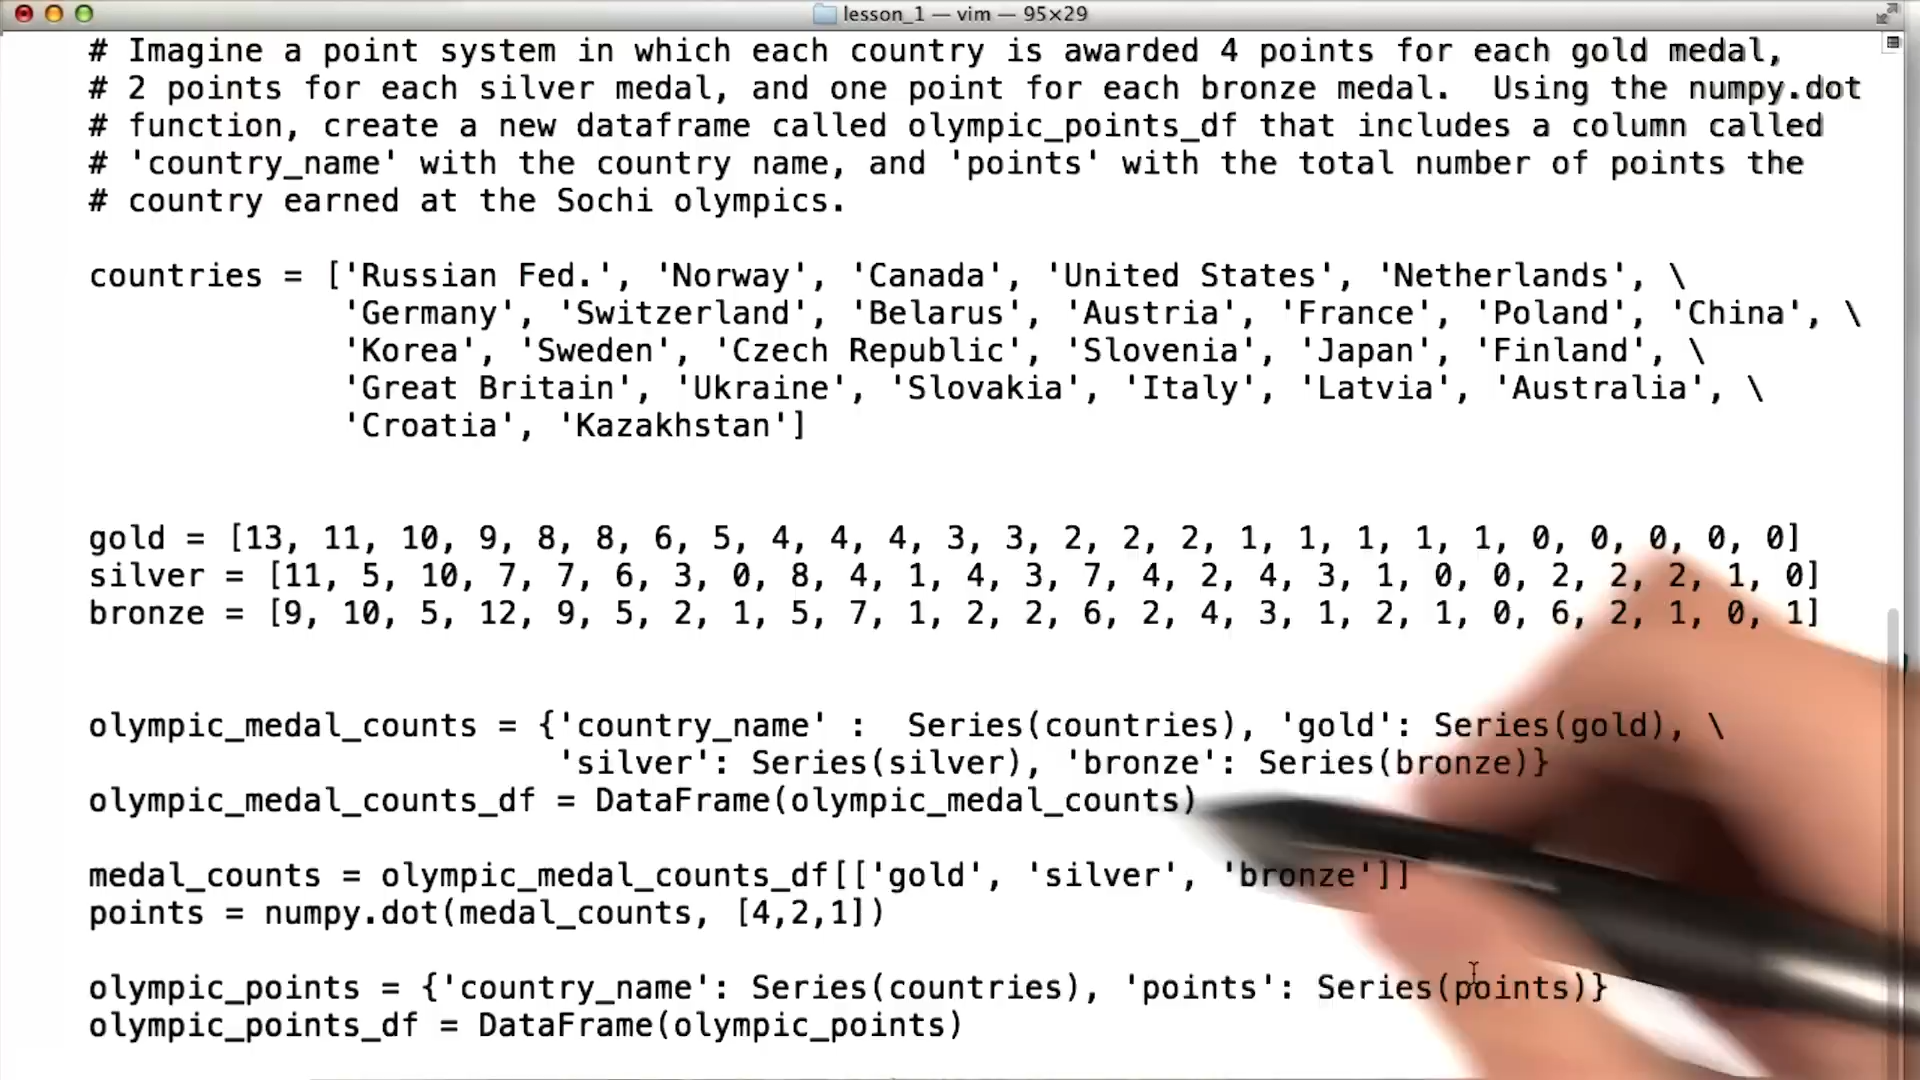 lesson_1 — vim — 95×29
# Imagine a point system in which each country is awarded 4 points for each gold medal,
# 2 points for each silver medal, and one point for each bronze medal.  Using the numpy.dot
# function, create a new dataframe called olympic_points_df that includes a column called
# 'country_name' with the country name, and 'points' with the total number of points the
# country earned at the Sochi olympics.
countries = ['Russian Fed.', 'Norway', 'Canada', 'United States', 'Netherlands', \
'Germany', 'Switzerland', 'Belarus', 'Austria', 'France', 'Poland', 'China', \
'Korea', 'Sweden', 'Czech Republic', 'Slovenia', 'Japan', 'Finland', \
'Great Britain', 'Ukraine', 'Slovakia', 'Italy', 'Latvia', 'Australia', \
'Croatia', 'Kazakhstan']
gold = [13, 11, 10, 9, 8, 8, 6, 5, 4, 4, 4, 3, 3, 2, 2, 2, 1, 1, 1, 1, 1, 0, 0, 0, 0, 0]
silver = [11, 5, 10, 7, 7, 6, 3, 0, 8, 4, 1, 4, 3, 7, 4, 2, 4, 3, 1, 0, 0, 2, 2, 2, 1, 0]
bronze = [9, 10, 5, 12, 9, 5, 2, 1, 5, 7, 1, 2, 2, 6, 2, 4, 3, 1, 2, 1, 0, 6, 2, 1, 0, 1]
olympic_medal_counts = {'country_name' :  Series(countries), 'gold': Series(gold), \
'silver': Series(silver), 'bronze': Series(bronze)}
olympic_medal_counts_df = DataFrame(olympic_medal_counts)
medal_counts = olympic_medal_counts_df[['gold', 'silver', 'bronze']]
points = numpy.dot(medal_counts, [4,2,1])
olympic_points = {'country_name': Series(countries), 'points': Series(points)}
olympic_points_df = DataFrame(olympic_points)